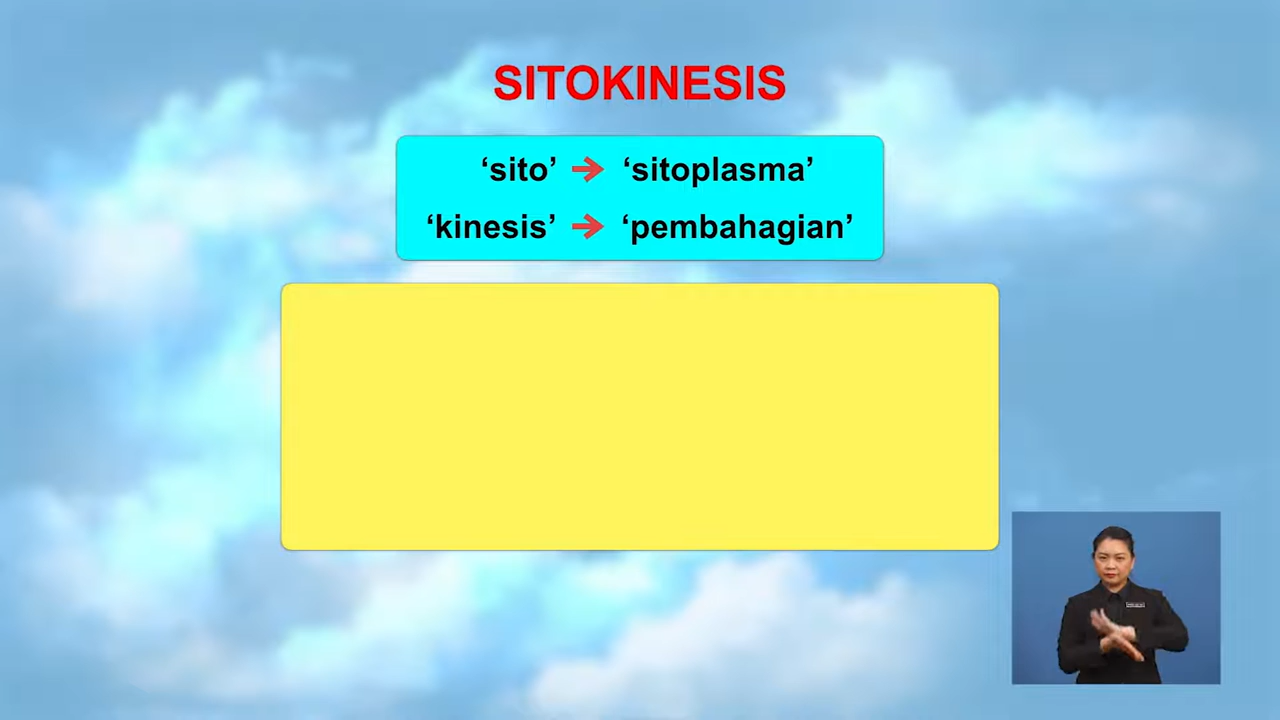 SITOKINESIS
‘sito’ → ‘sitoplasma’
‘kinesis’ → ‘pembahagian’